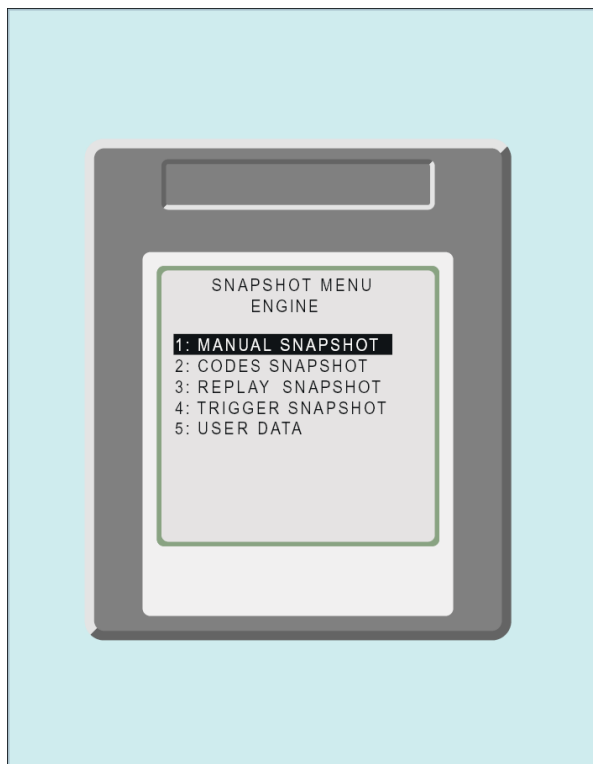 SNAPSHOT MENU
ENGINE
1: MANUAL SNAPSHOT
2: CODES SNAPSHOT
3: REPLAY SNAPSHOT
4: TRIGGER SNAPSHOT
5: USER DATA